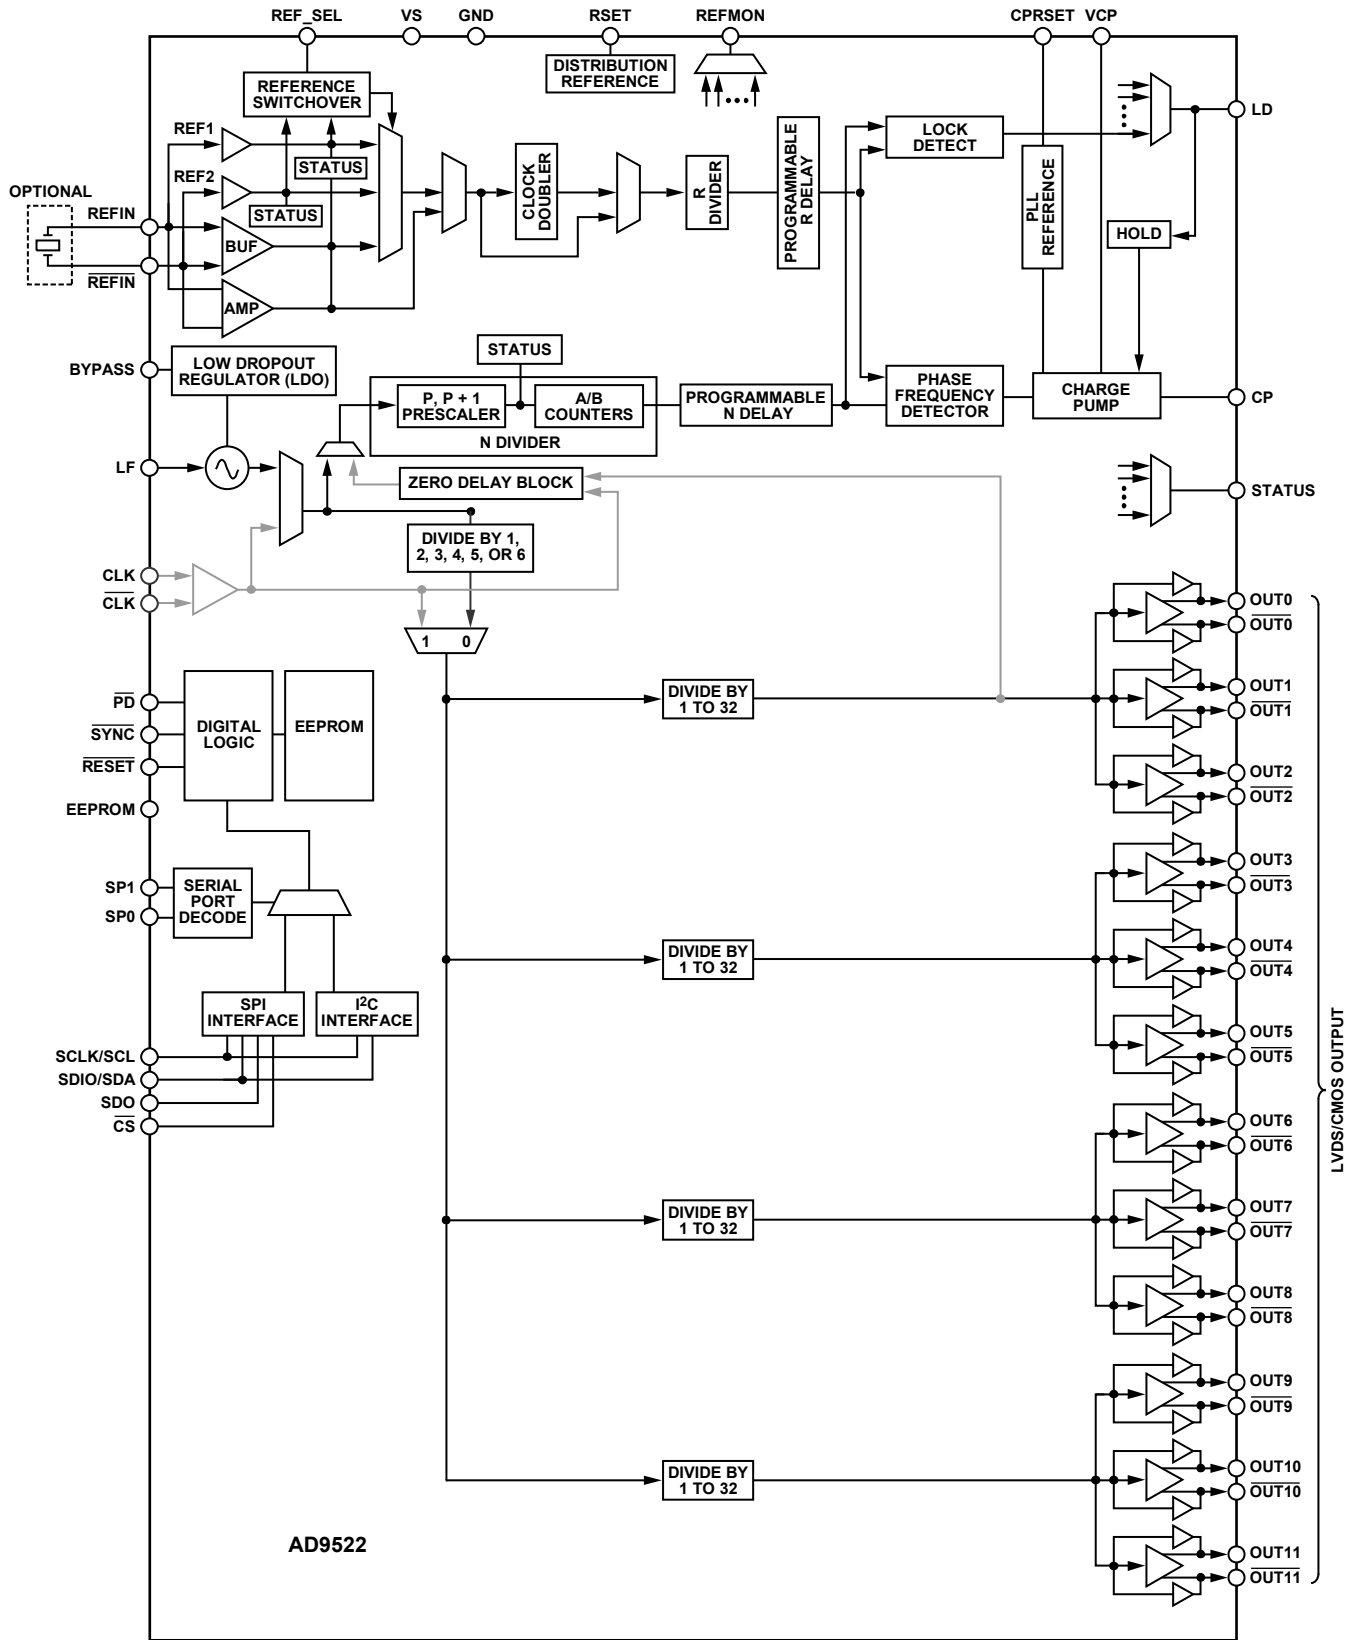 REF_SEL
VS
GND
RSET
REFMON
CPRSET
VCP
REFERENCE
SWITCHOVER
DISTRIBUTION
REFERENCE
LD
REF1
STATUS
REF2
STATUS
OPTIONAL
REFIN
REFIN
BUF
AMP
CLOCK
DOUBLER
R
DIVIDER
PROGRAMMABLE
R DELAY
LOCK
DETECT
PLL
REFERENCE
HOLD
BYPASS
LOW DROPOUT
REGULATOR (LDO)
STATUS
P, P + 1
PRESCALER
A/B
COUNTERS
N DIVIDER
PROGRAMMABLE
N DELAY
PHASE
FREQUENCY
DETECTOR
CHARGE
PUMP
CP
LF
ZERO DELAY BLOCK
STATUS
DIVIDE BY 1,
2, 3, 4, 5, OR 6
CLK
CLK
1 0
PD
SYNC
RESET
EEPROM
DIGITAL
LOGIC
EEPROM
SP1
SP0
SERIAL
PORT
DECODE
SPI
INTERFACE
I2C
INTERFACE
SCLK/SCL
SDIO/SDA
SDO
CS
DIVIDE BY
1 TO 32
DIVIDE BY
1 TO 32
DIVIDE BY
1 TO 32
DIVIDE BY
1 TO 32
OUT0
OUT0
OUT1
OUT1
OUT2
OUT2
OUT3
OUT3
OUT4
OUT4
OUT5
OUT5
OUT6
OUT6
OUT7
OUT7
OUT8
OUT8
OUT9
OUT9
OUT10
OUT10
OUT11
OUT11
LVDS/CMOS OUTPUT
AD9522